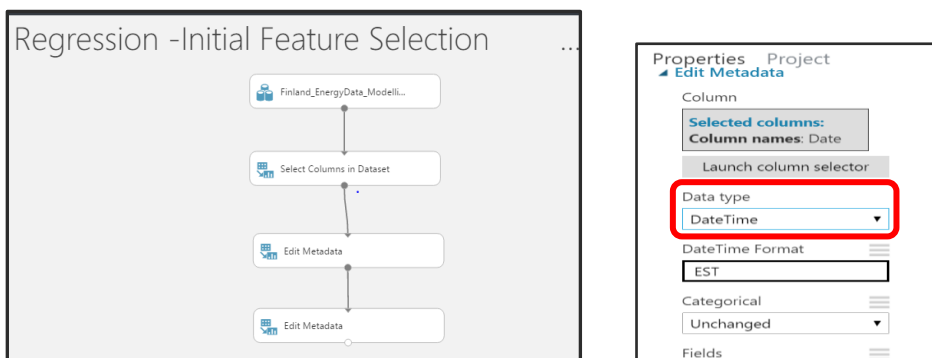 Regression -Initial Feature Selection ...
Finland_EnergyData_Modelli...
Select Columns in Dataset
Edit Metadata
Edit Metadata
Properties Project
Edit Metadata
Column
Selected columns:
Column names: Date
Launch column selector
Data type
DateTime
DateTime Format
EST
Categorical
Unchanged
Fields